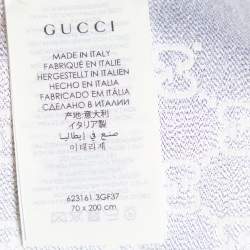 GUCCI
MADE IN ITALY
FABRIQUÉ EN ITALIE
HERGESTELLT IN ITALIEN
HECHO EN ITALIA
FABRICADO EM ITÁLIA
СДЕЛАНО В ИТАЛИИ
产地：意大利
イタリア製
صنع في إيطاليا
이태리제
623161 3GF37
70 x 200 cm